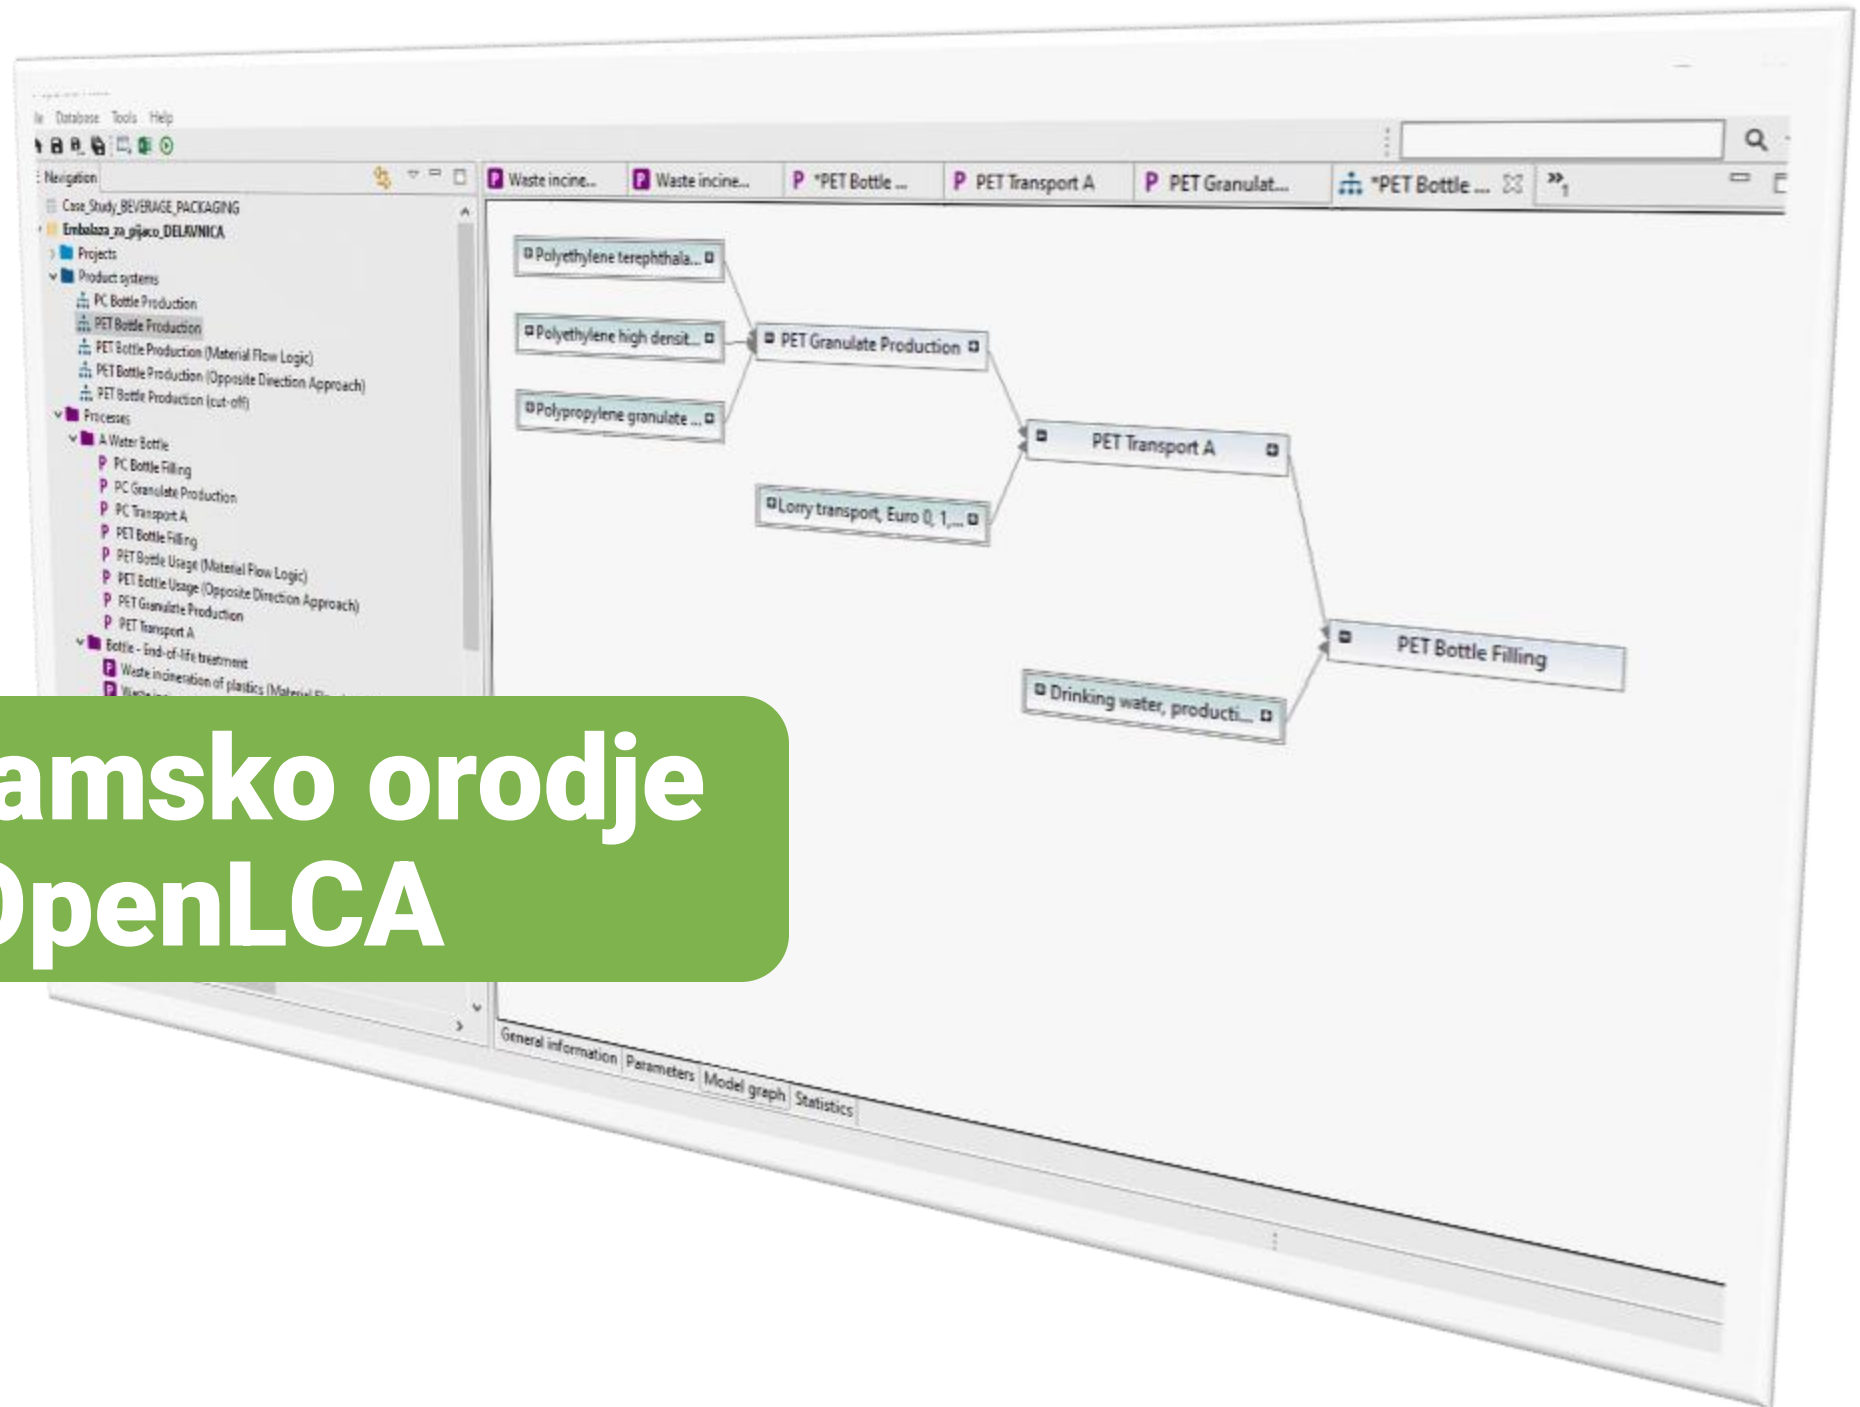 Database Tools Help
Navigation
Case_Study_BEVERAGE_PACKAGING
Embalaza_za_pijaco_DELAVNICA
Projects
Product systems
PC Bottle Production
PET Bottle Production
PET Bottle Production (Material Flow Logic)
PET Bottle Production (Opposite Direction Approach)
PET Bottle Production (cut-off)
Processes
A Water Bottle
PC Bottle Filling
PC Granulate Production
PC Transport A
PET Bottle Filling
PET Bottle Usage (Material Flow Logic)
PET Bottle Usage (Opposite Direction Approach)
PET Granulate Production
PET Transport A
Bottle - End-of-life treatment
Waste incineration of plastics (Material
Waste incine...
Waste incine...
*PET Bottle ...
PET Transport A
PET Granulat...
*PET Bottle ...
Polyethylene terephthala...
Polyethylene high densit...
Polypropylene granulate ...
PET Granulate Production
Lorry transport, Euro 0, 1,...
PET Transport A
Drinking water, producti...
PET Bottle Filling
amsko orodje
OpenLCA
General information
Parameters
Model graph
Statistics